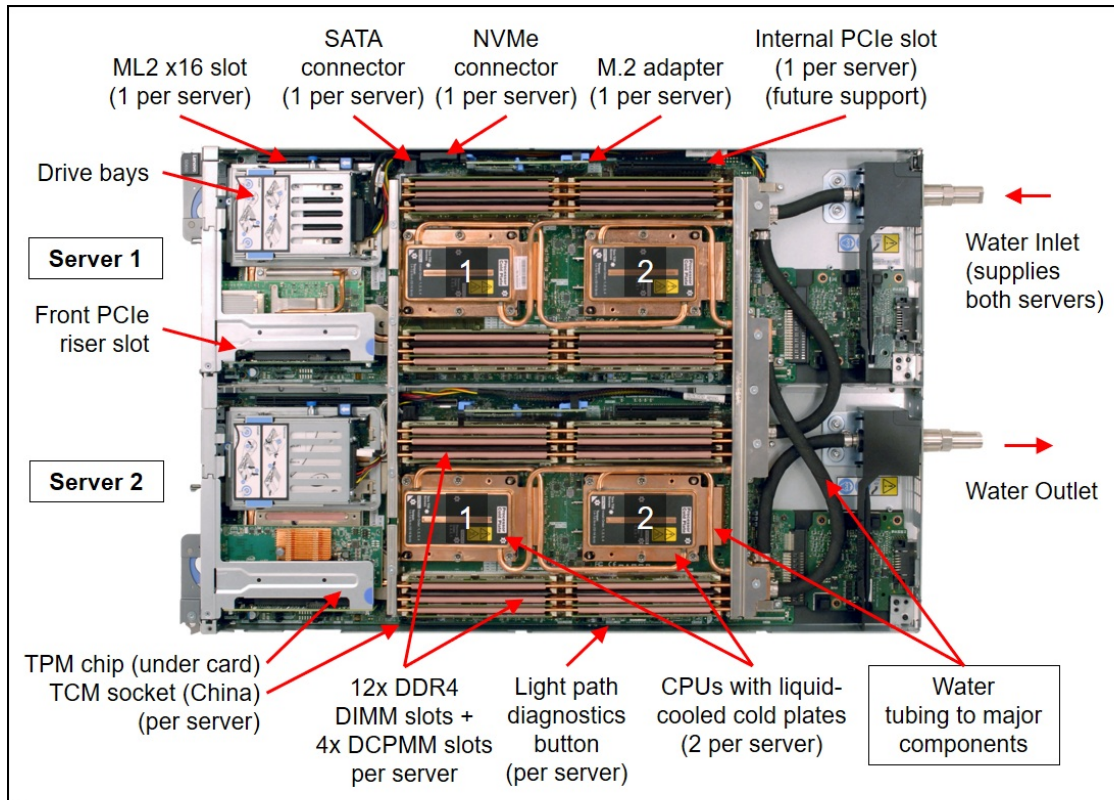 SATA
connector
(1 per server)
NVMe
connector
(1 per server)
Internal PCIe slot
(1 per server)
(future support)
ML2 x16 slot
(1 per server)
M.2 adapter
(1 per server)
Drive bays
Server 1
Front PCIe
riser slot
1
2
Water Inlet
(supplies
both servers)
Server 2
1
2
Water Outlet
TPM chip (under card)
TCM socket (China)
(per server)
12x DDR4
DIMM slots +
4x DCPMM slots
per server
Light path
diagnostics
button
(per server)
CPUs with liquid-
cooled cold plates
(2 per server)
Water
tubing to major
components